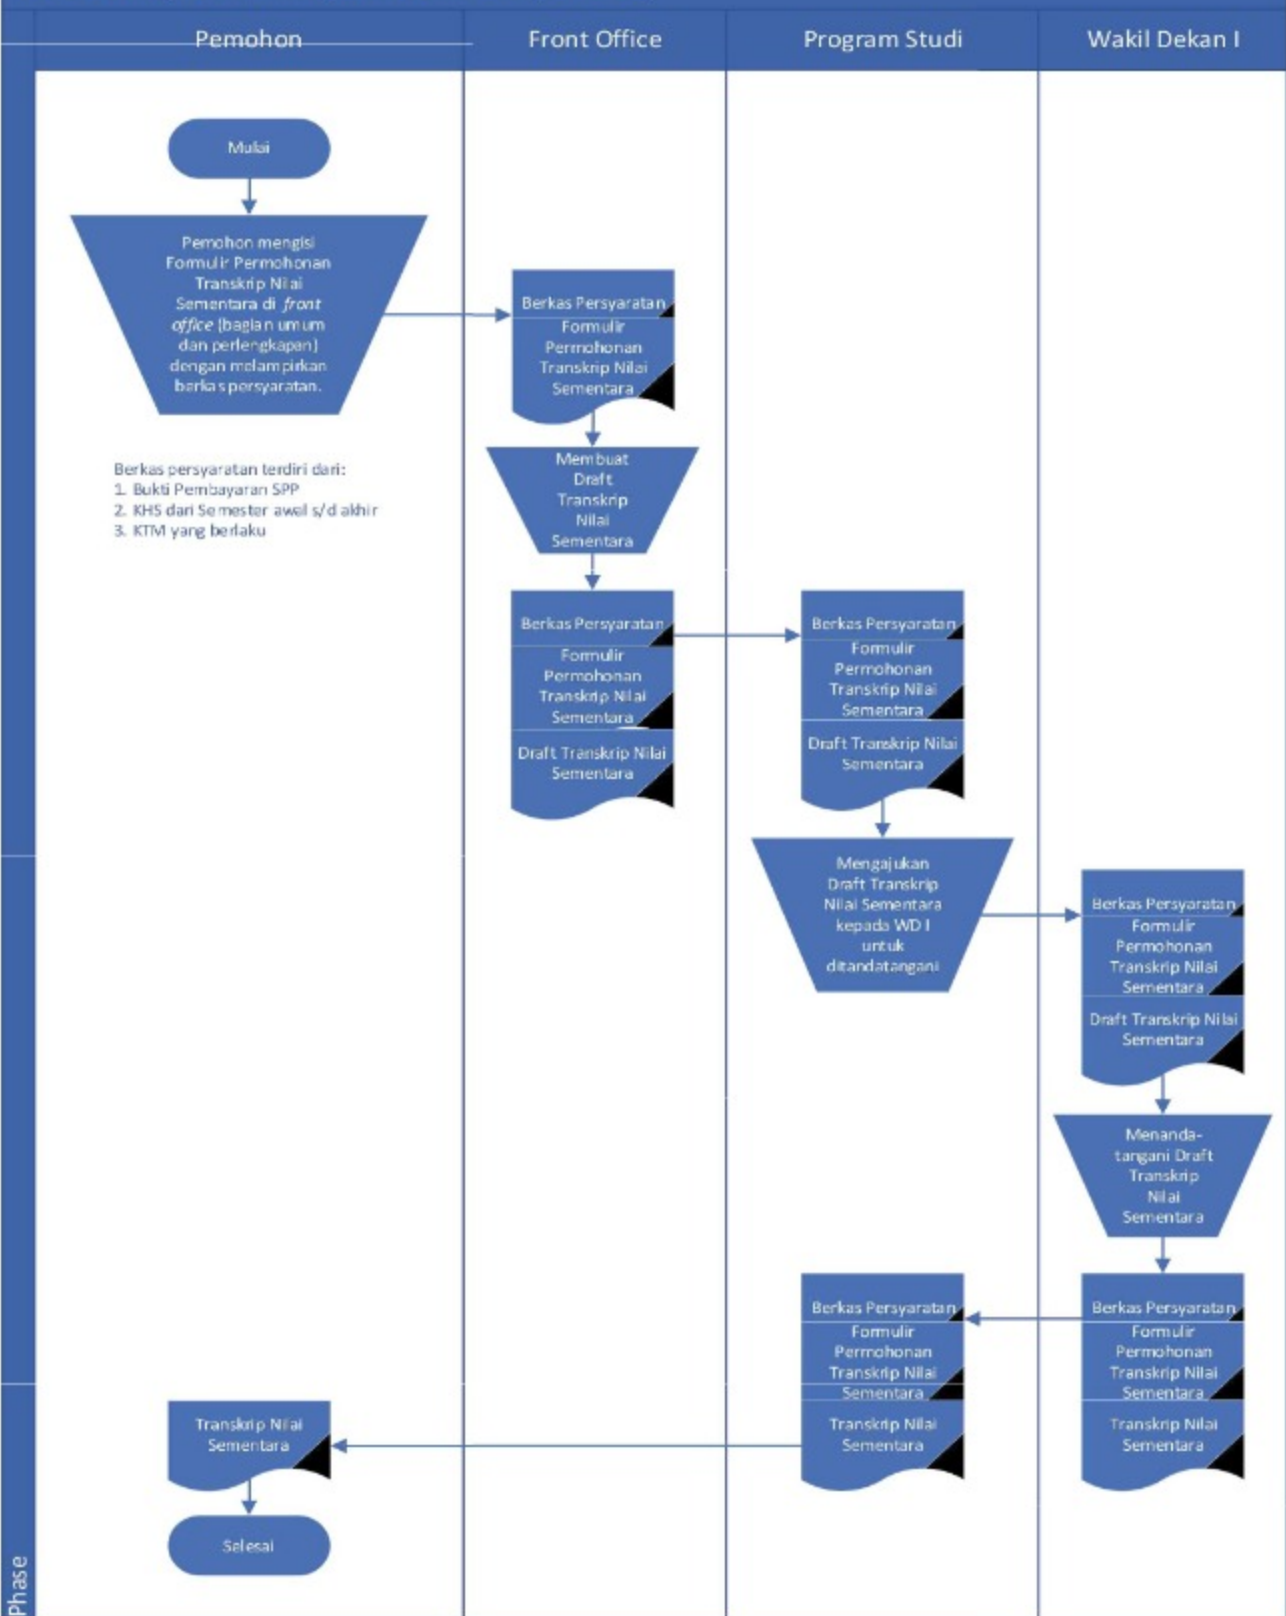 Pemohon
Front Office
Program Studi
Wakil Dekan I
Mulai
Pemohon mengisi
Formulir Permohonan
Transkrip Nilai
Sementara di front
office (bagian umum
dan perlengkapan)
dengan melampirkan
berkas persyaratan.
Berkas persyaratan terdiri dari:
1. Bukti Pembayaran SPP
2. KHS dari Semester awal s/d akhir
3. KTM yang berlaku
Berkas Persyaratan
Formulir
Permohonan
Transkrip Nilai
Sementara
Membuat
Draft
Transkrip
Nilai
Sementara
Berkas Persyaratan
Formulir
Permohonan
Transkrip Nilai
Sementara
Draft Transkrip Nilai
Sementara
Berkas Persyaratan
Formulir
Permohonan
Transkrip Nilai
Sementara
Draft Transkrip Nilai
Sementara
Mengajukan
Draft Transkrip
Nilai Sementara
kepada WD I
untuk
ditandatangani
Berkas Persyaratan
Formulir
Permohonan
Transkrip Nilai
Sementara
Draft Transkrip Nilai
Sementara
Menanda-
tangani Draft
Transkrip
Nilai
Sementara
Berkas Persyaratan
Formulir
Permohonan
Transkrip Nilai
Sementara
Transkrip Nilai
Sementara
Berkas Persyaratan
Formulir
Permohonan
Transkrip Nilai
Sementara
Transkrip Nilai
Sementara
Transkrip Nilai
Sementara
Selesai
Phase